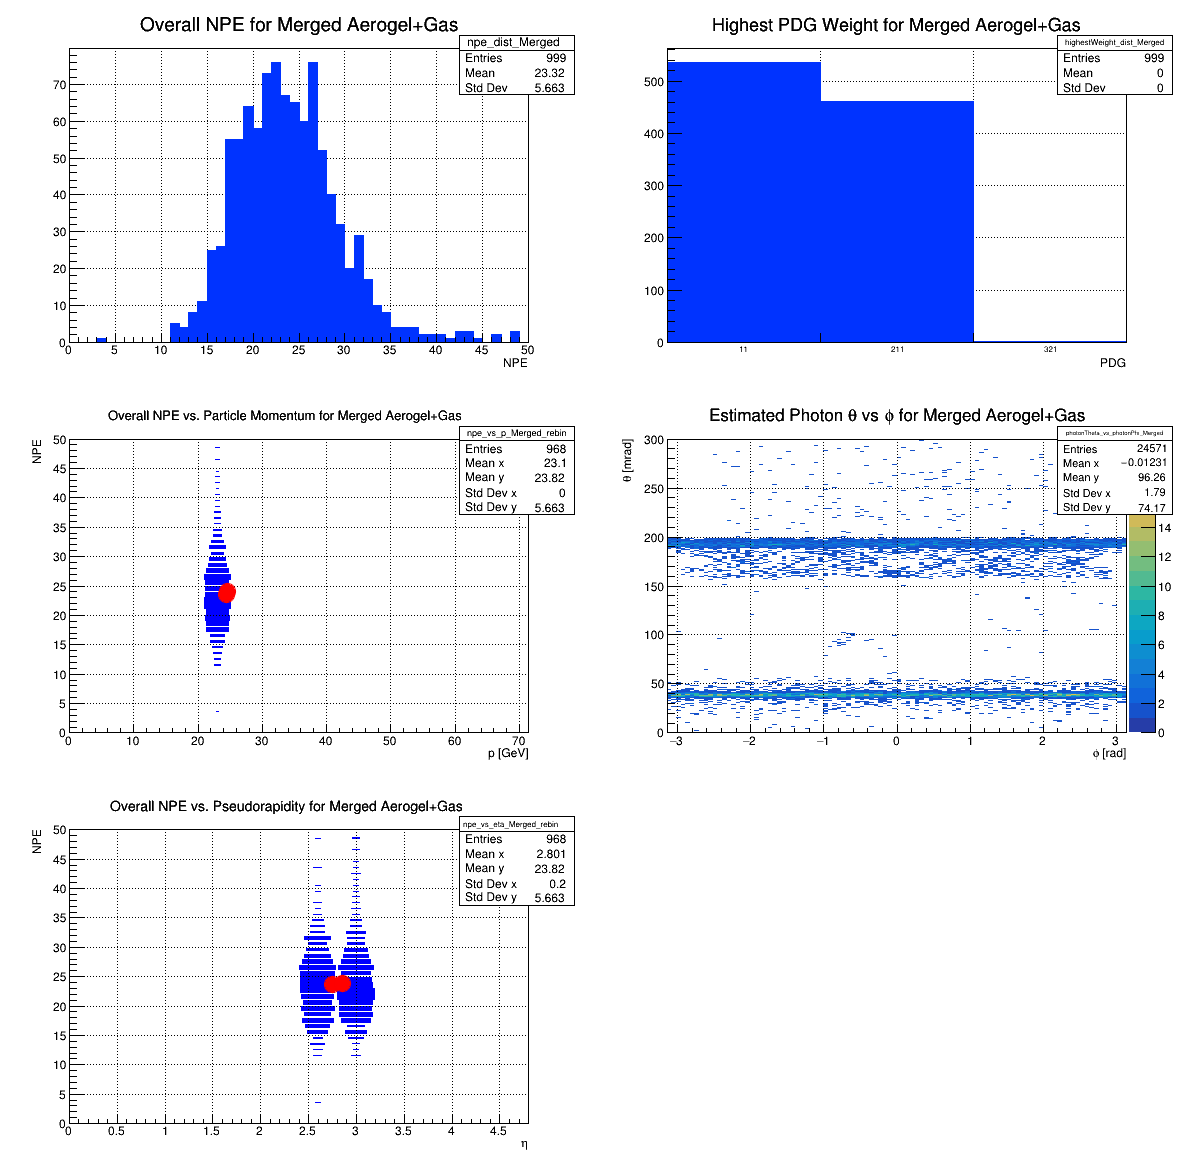 Overall NPE for Merged Aerogel+Gas
npe_dist_Merged
Entries 999
Mean 23.32
Std Dev 5.663
70
60
50
40
30
20
10
0
0 5 10 15 20 25 30 35 40 45 50
NPE
Highest PDG Weight for Merged Aerogel+Gas
highestWeight_dist_Merged
Entries 999
Mean 0
Std Dev 0
500
400
300
200
100
0
11 211 321
PDG
Overall NPE vs. Particle Momentum for Merged Aerogel+Gas
npe_vs_p_Merged_rebin
Entries 968
Mean x 23.1
Mean y 23.82
Std Dev x 0
Std Dev y 5.663
NPE
50
45
40
35
30
25
20
15
10
5
0
0 10 20 30 40 50 60 70
p [GeV]
Estimated Photon θ vs ϕ for Merged Aerogel+Gas
photonTheta_vs_photonPhi_Merged
Entries 24571
Mean x −0.01231
Mean y 96.26
Std Dev x 1.79
Std Dev y 74.17
θ [mrad]
300
250
200
150
100
50
0
−3 −2 −1 0 1 2 3
ϕ [rad]
14
12
10
8
6
4
2
0
Overall NPE vs. Pseudorapidity for Merged Aerogel+Gas
npe_vs_eta_Merged_rebin
Entries 968
Mean x 2.801
Mean y 23.82
Std Dev x 0.2
Std Dev y 5.663
NPE
50
45
40
35
30
25
20
15
10
5
0
0 0.5 1 1.5 2 2.5 3 3.5 4 4.5
η